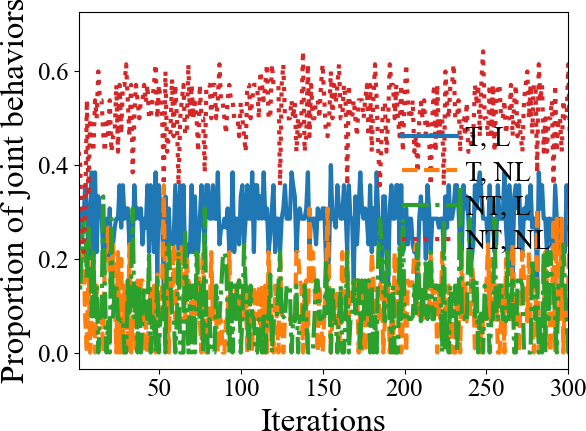 Proportion of joint behaviors
0.6
0.4
0.2
0.0
T, L
T, NL
NT, L
NT, NL
50
100
150
200
250
300
Iterations